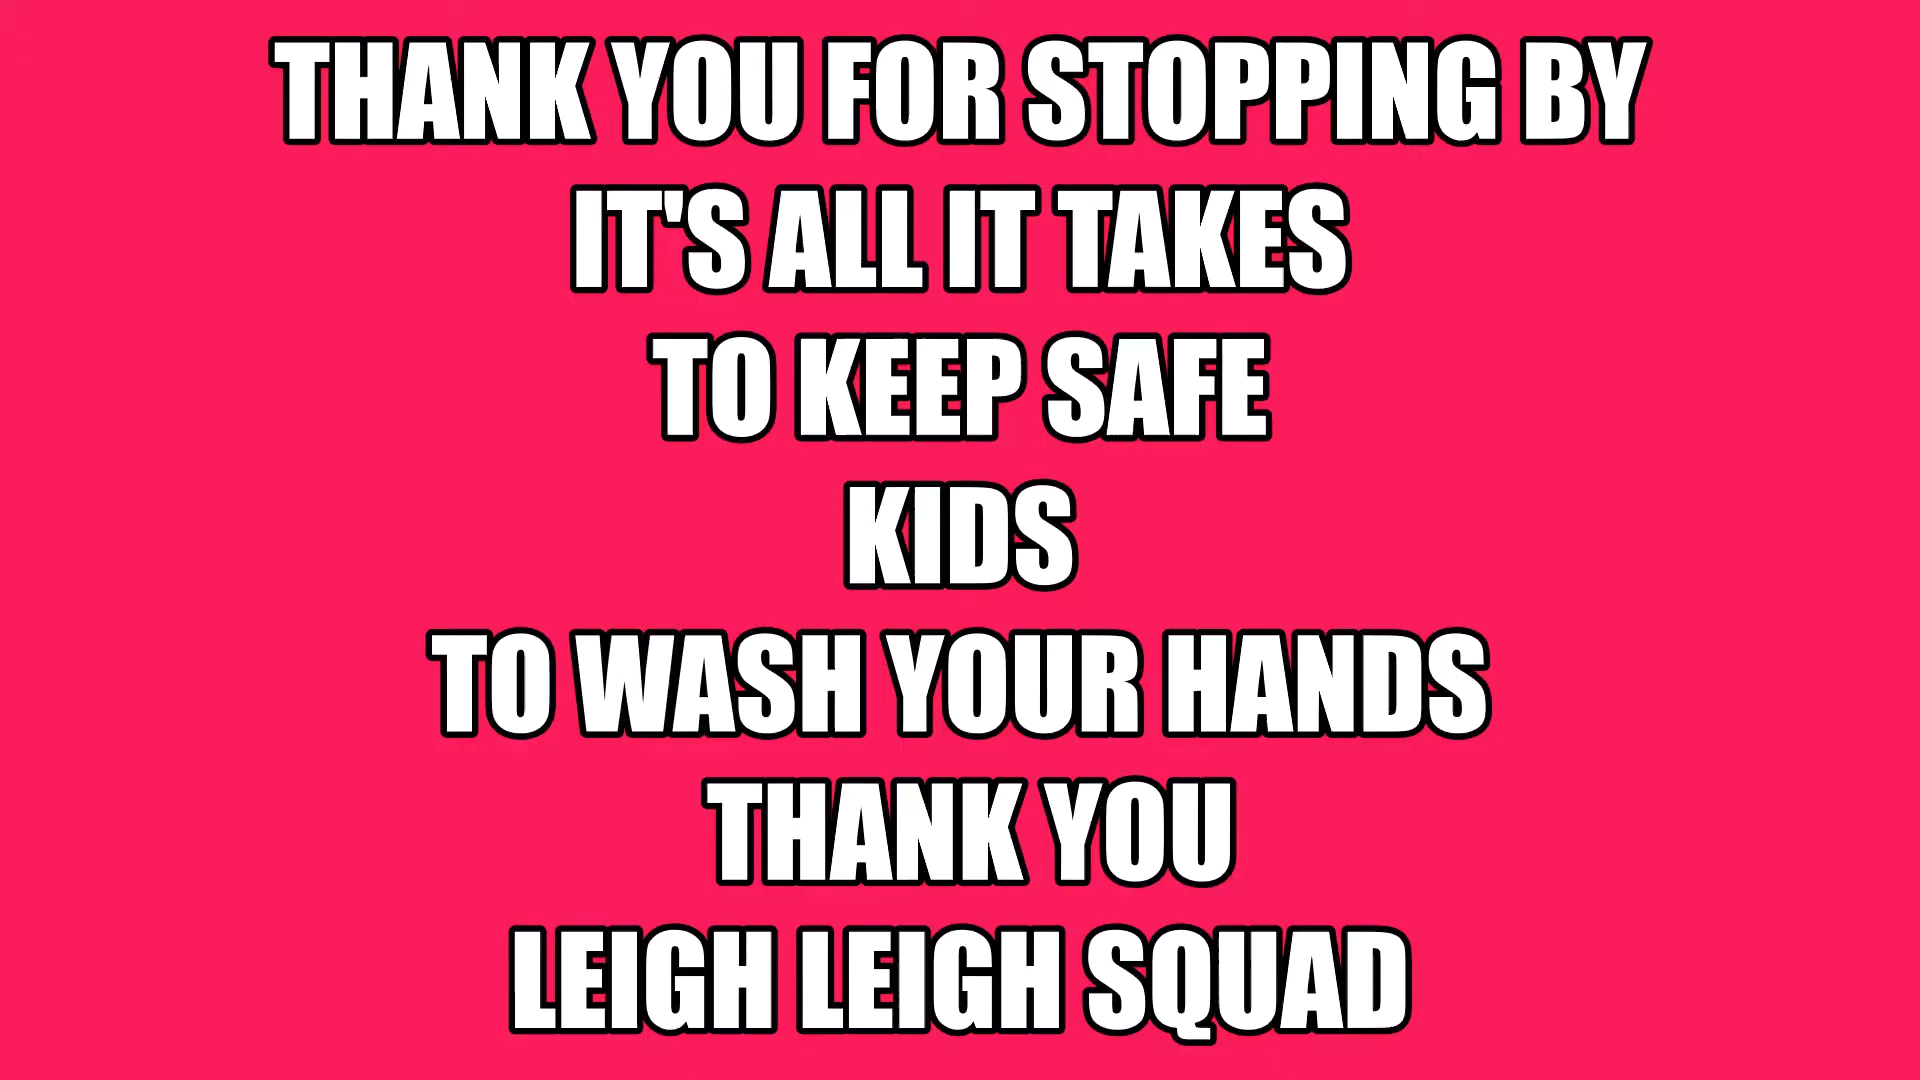 THANK YOU FOR STOPPING BY
IT'S ALL IT TAKES
TO KEEP SAFE
KIDS
TO WASH YOUR HANDS
THANK YOU
LEIGH LEIGH SQUAD